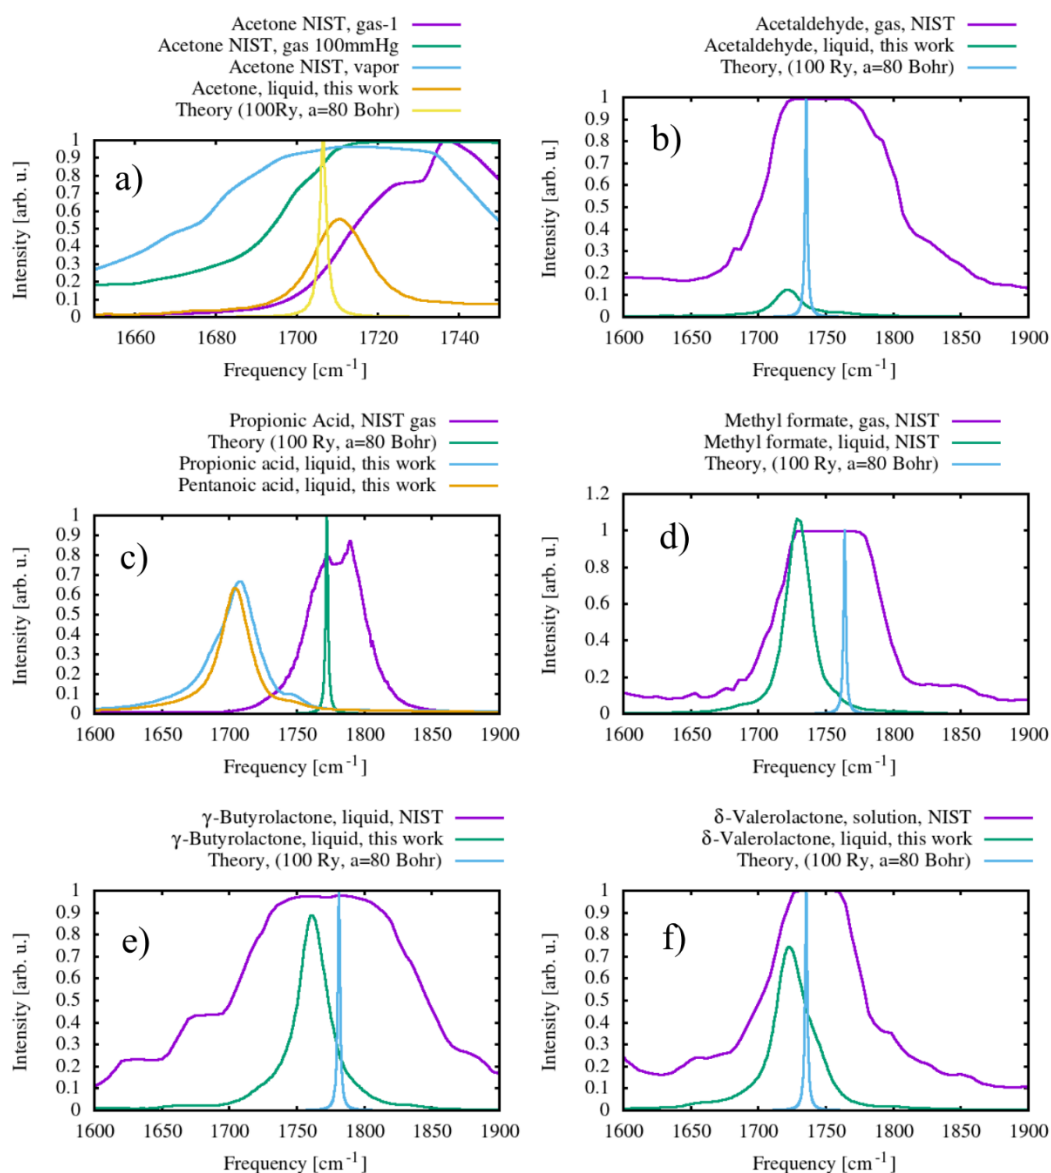 Acetone NIST, gas-1
Acetone NIST, gas 100mmHg
Acetone NIST, vapor
Acetone, liquid, this work
Theory (100Ry, a=80 Bohr)
a)
Intensity [arb. u.]
1
0.9
0.8
0.7
0.6
0.5
0.4
0.3
0.2
0.1
0
1660 1680 1700 1720 1740
Frequency [cm-1]
Acetaldehyde, gas, NIST
Acetaldehyde, liquid, this work
Theory, (100 Ry, a=80 Bohr)
b)
Intensity [arb. u.]
1
0.9
0.8
0.7
0.6
0.5
0.4
0.3
0.2
0.1
0
1600 1650 1700 1750 1800 1850 1900
Frequency [cm-1]
Propionic Acid, NIST gas
Theory (100 Ry, a=80 Bohr)
Propionic acid, liquid, this work
Pentanoic acid, liquid, this work
c)
Intensity [arb. u.]
1
0.9
0.8
0.7
0.6
0.5
0.4
0.3
0.2
0.1
0
1600 1650 1700 1750 1800 1850 1900
Frequency [cm-1]
Methyl formate, gas, NIST
Methyl formate, liquid, NIST
Theory, (100 Ry, a=80 Bohr)
d)
Intensity [arb. u.]
1.2
1
0.8
0.6
0.4
0.2
0
1600 1650 1700 1750 1800 1850 1900
Frequency [cm-1]
γ-Butyrolactone, liquid, NIST
γ-Butyrolactone, liquid, this work
Theory, (100 Ry, a=80 Bohr)
e)
Intensity [arb. u.]
1
0.9
0.8
0.7
0.6
0.5
0.4
0.3
0.2
0.1
0
1600 1650 1700 1750 1800 1850 1900
Frequency [cm-1]
δ-Valerolactone, solution, NIST
δ-Valerolactone, liquid, this work
Theory, (100 Ry, a=80 Bohr)
f)
Intensity [arb. u.]
1
0.9
0.8
0.7
0.6
0.5
0.4
0.3
0.2
0.1
0
1600 1650 1700 1750 1800 1850 1900
Frequency [cm-1]